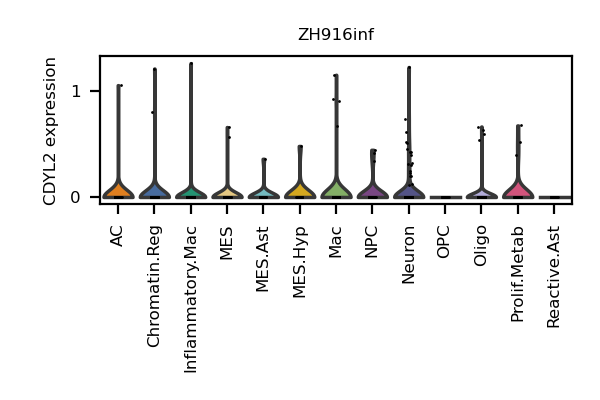 ZH916inf
CDYL2 expression
1
0
AC
Chromatin.Reg
Inflammatory.Mac
MES
MES.Ast
MES.Hyp
Mac
NPC
Neuron
OPC
Oligo
Prolif.Metab
Reactive.Ast